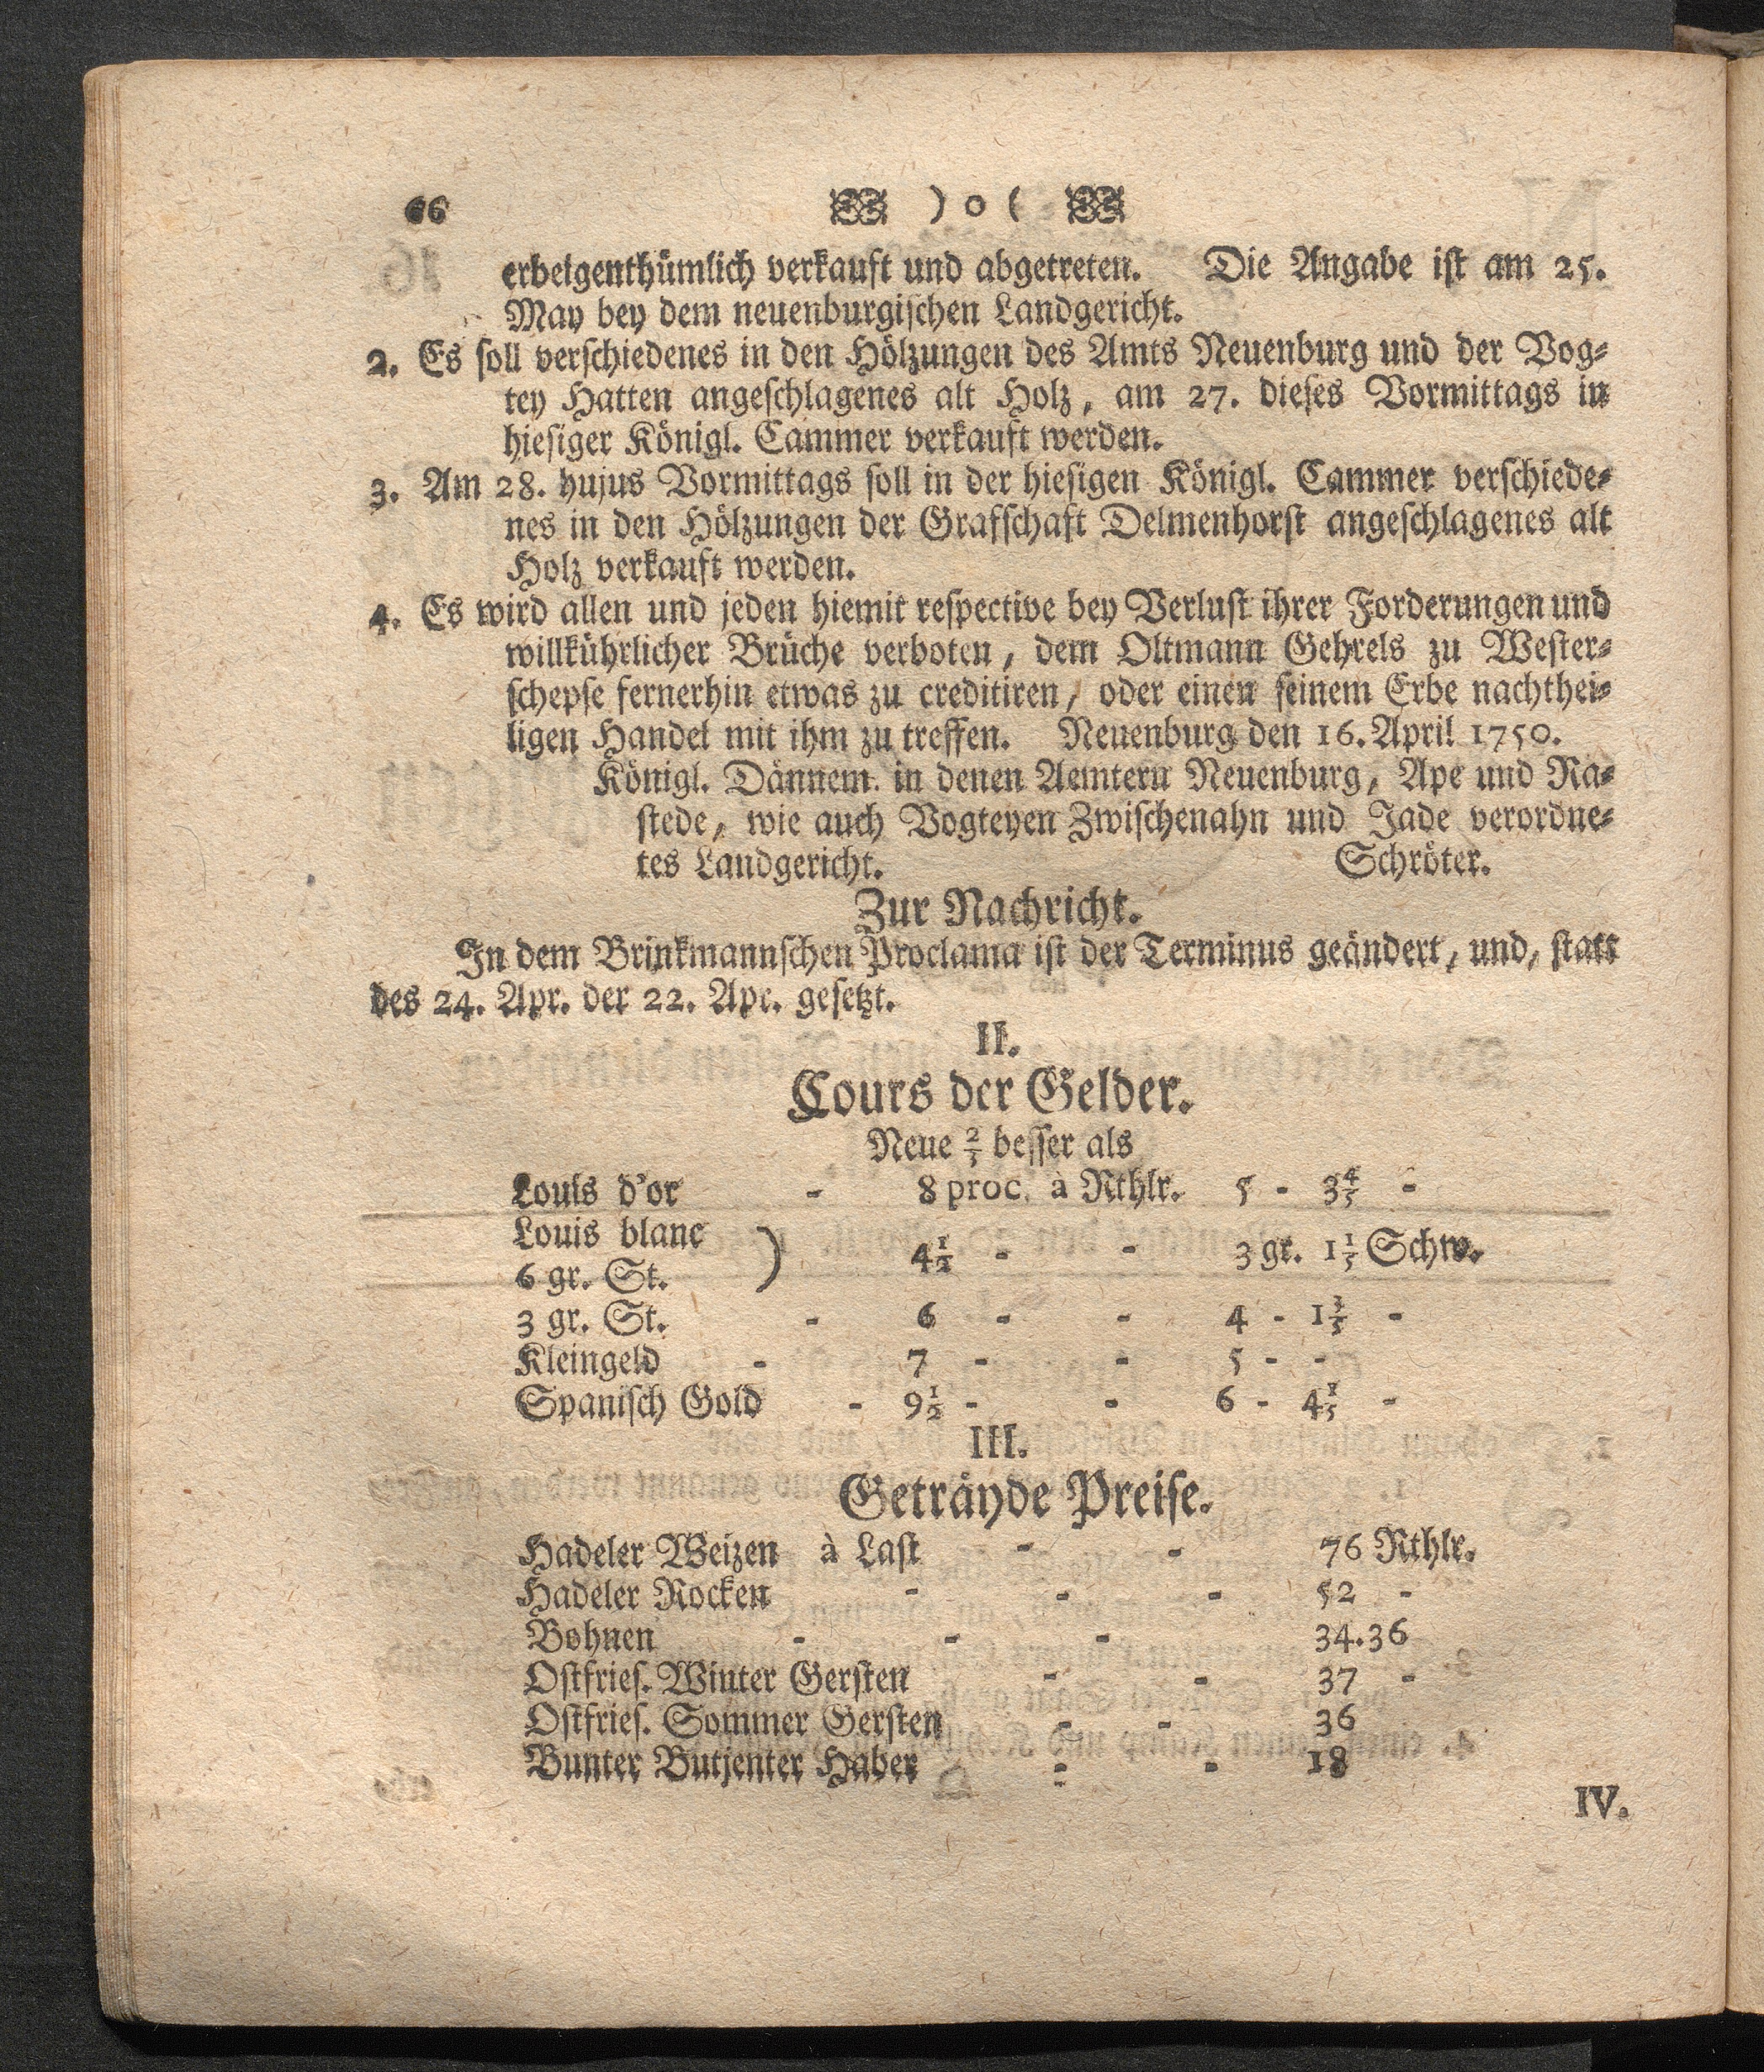 66 ) o (
erbeigenthümlich verkauft und abgetreten. Die Angabe ist am 25.
May bey dem neuenburgischen Landgericht.
2. Es soll verschiedenes in den Hölzungen des Amts Neuenburg und der Vog-
tey Hatten angeschlagenes alt Holz, am 27. dieses Vormittags in
hiesiger Königl. Cammer verkauft werden.
3. Am 28. hujus Vormittags soll in der hiesigen Königl. Cammer verschiede-
nes in den Hölzungen der Grafschaft Delmenhorst angeschlagenes alt
Holz verkauft werden.
4. Es wird allen und jeden hiemit respective bey Verlust ihrer Forderungen und
willkührlicher Brüche verboten, dem Oltmann Gehrels zu Wester-
schepse fernerhin etwas zu creditiren, oder einen seinem Erbe nachthei-
ligen Handel mit ihm zu treffen. Neuenburg den 16. April 1750.
Königl. Dännem. in denen Aemtern Neuenburg, Ape und Ra-
stede, wie auch Vogteyen Zwischenahn und Jade verordne-
tes Landgericht. Schröter.
Zur Nachricht.
In dem Brinkmannschen Proclama ist der Terminus geändert, und, statt
des 24. Apr. der 22. Apr. gesetzt.
II.
Cours der Gelder.
Neue 2/3 besser als
Louis d'or - 8 proc. à Rthlr. 5 - 3 4/5 -
Louis blanc
6 gr. St. ) 4 1/2 - - 3 gr. 1 1/5 Schw.
3 gr. St. - 6 - - 4 - 1 3/5 -
Kleingeld - 7 - - 5 - -
Spanisch Gold - 9 1/2 - - 6 - 4 1/5 -
III.
Geträyde Preise.
Hadeler Weizen à Last - - 76 Rthlr.
Hadeler Rocken - - - 52 -
Bohnen - - - 34.36
Ostfries. Winter Gersten - - 37 -
Ostfries. Sommer Gersten - - 36
Bunter Butjenter Haber - - 18
IV.